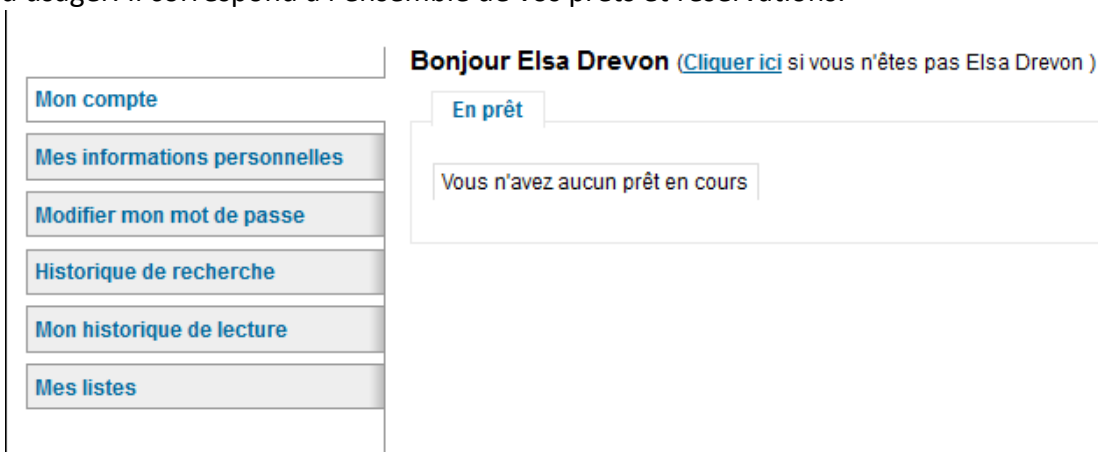 d'usager. Il correspond à l'ensemble de vos prêts et réservations.
Bonjour Elsa Drevon (Cliquer ici si vous n'êtes pas Elsa Drevon )
Mon compte
En prêt
Mes informations personnelles
Vous n'avez aucun prêt en cours
Modifier mon mot de passe
Historique de recherche
Mon historique de lecture
Mes listes